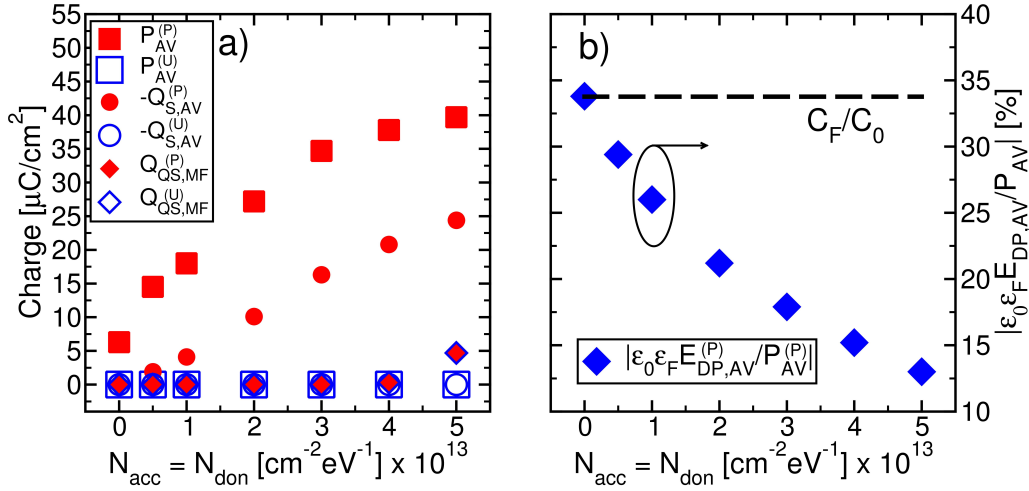 a)
P_AV^(P)
P_AV^(U)
-Q_S,AV^(P)
-Q_S,AV^(U)
Q_QS,MF^(P)
Q_QS,MF^(U)
Charge [μC/cm²]
55
50
45
40
35
30
25
20
15
10
5
0
0 1 2 3 4 5
N_acc = N_don [cm⁻²eV⁻¹] x 10¹³
b)
C_F/C_0
|ε₀ε_F E_DP,AV^(P)/P_AV^(P)|
40
35
30
25
20
15
10
|ε₀ε_F E_DP,AV/P_AV| [%]
0 1 2 3 4 5
N_acc = N_don [cm⁻²eV⁻¹] x 10¹³